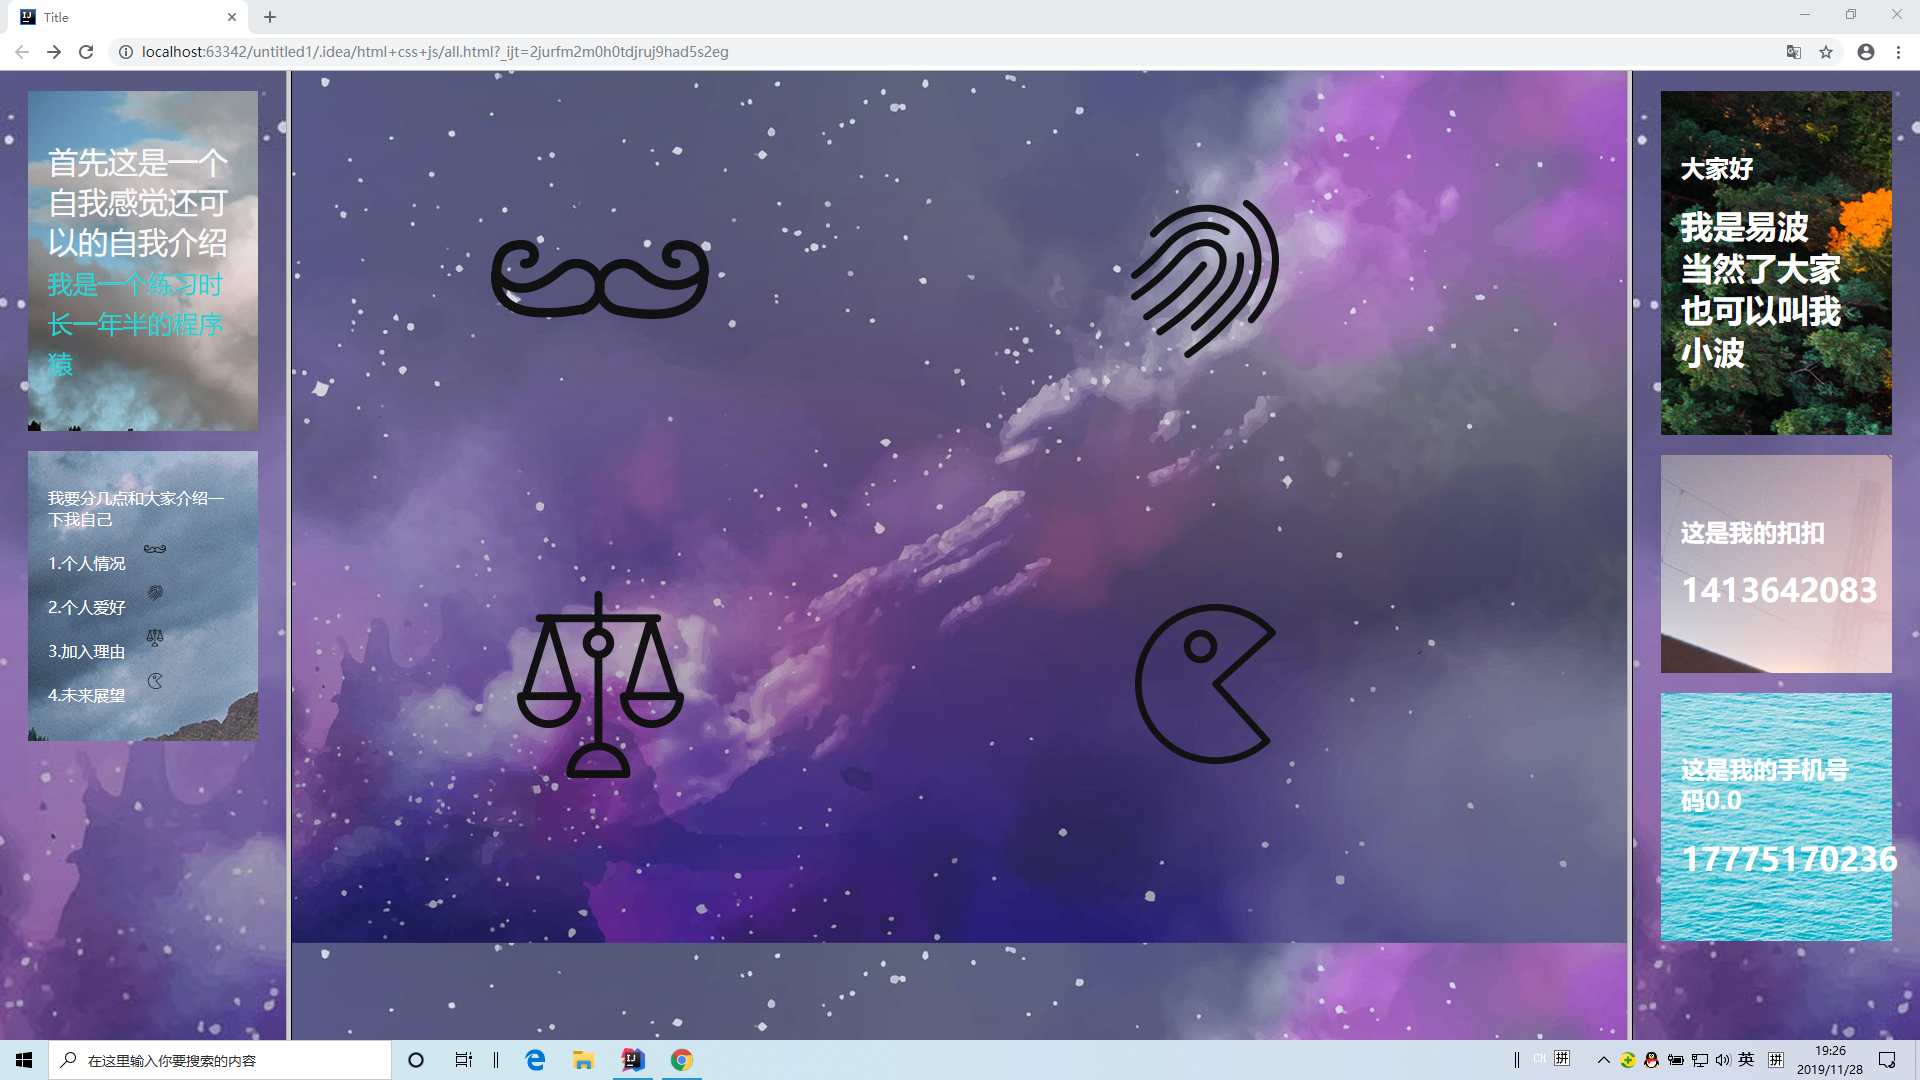 Title
localhost:63342/untitled1/.idea/html+css+js/all.html?_ijt=2jurfm2m0h0tdjruj9had5s2eg
首先这是一个
自我感觉还可
以的自我介绍
我是一个练习时
长一年半的程序
猿
我要分几点和大家介绍一
下我自己
1.个人情况
2.个人爱好
3.加入理由
4.未来展望
大家好
我是易波
当然了大家
也可以叫我
小波
这是我的扣扣
1413642083
这是我的手机号
码0.0
17775170236
在这里输入你要搜索的内容
CH 拼
英
拼
19:26
2019/11/28